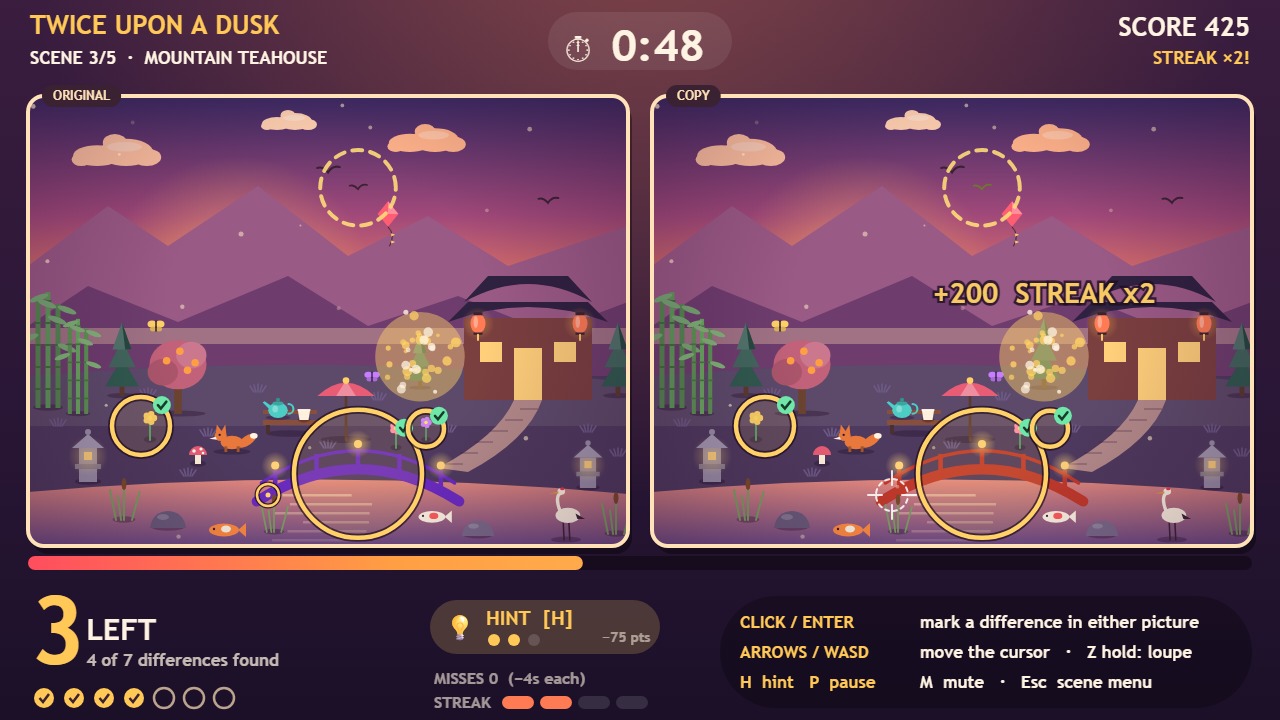 TWICE UPON A DUSK
SCENE 3/5 · MOUNTAIN TEAHOUSE
0:48
SCORE 425
STREAK ×2!
ORIGINAL
COPY
+200 STREAK x2
3 LEFT
4 of 7 differences found
HINT [H]
−75 pts
MISSES 0 (−4s each)
STREAK
CLICK / ENTER mark a difference in either picture
ARROWS / WASD move the cursor · Z hold: loupe
H hint P pause M mute · Esc scene menu